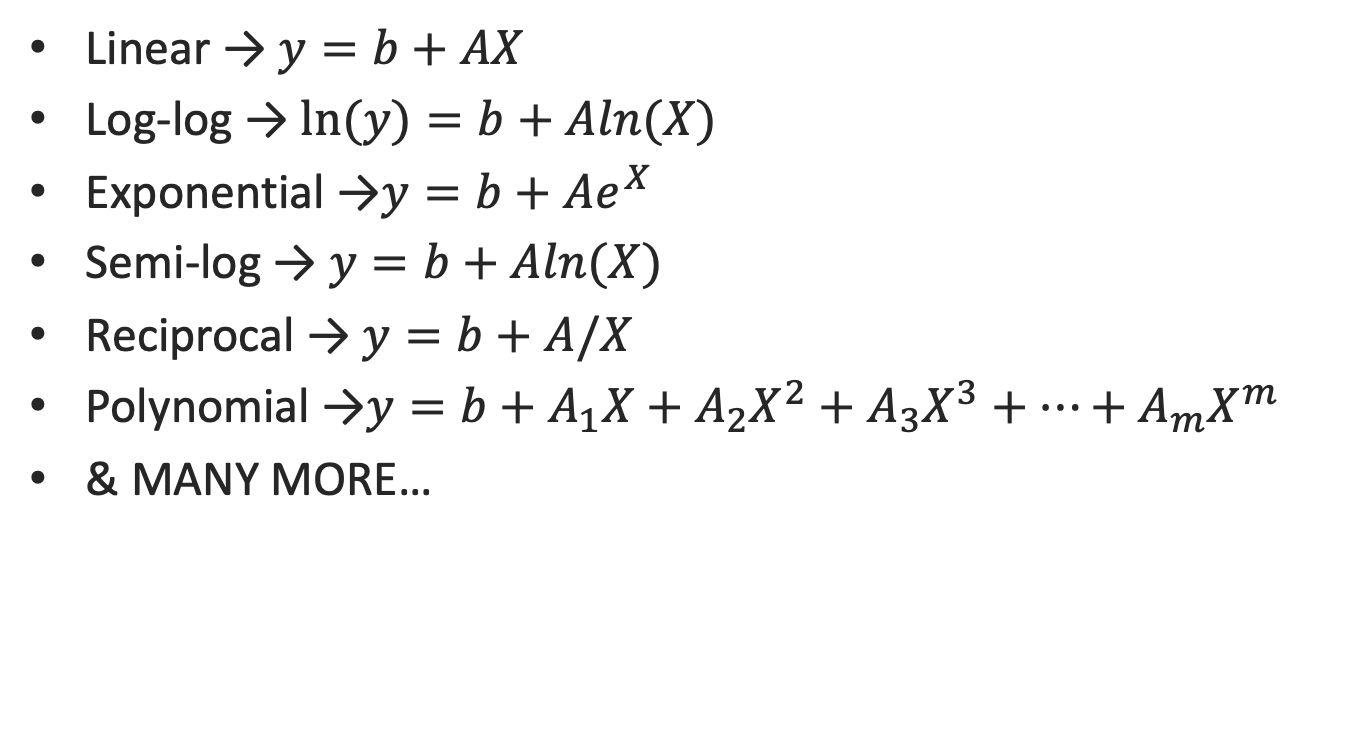 • Linear → y = b + AX
• Log-log → ln(y) = b + Aln(X)
• Exponential →y = b + Ae^X
• Semi-log → y = b + Aln(X)
• Reciprocal → y = b + A/X
• Polynomial →y = b + A₁X + A₂X² + A₃X³ + ⋯ + AₘXᵐ
• & MANY MORE…